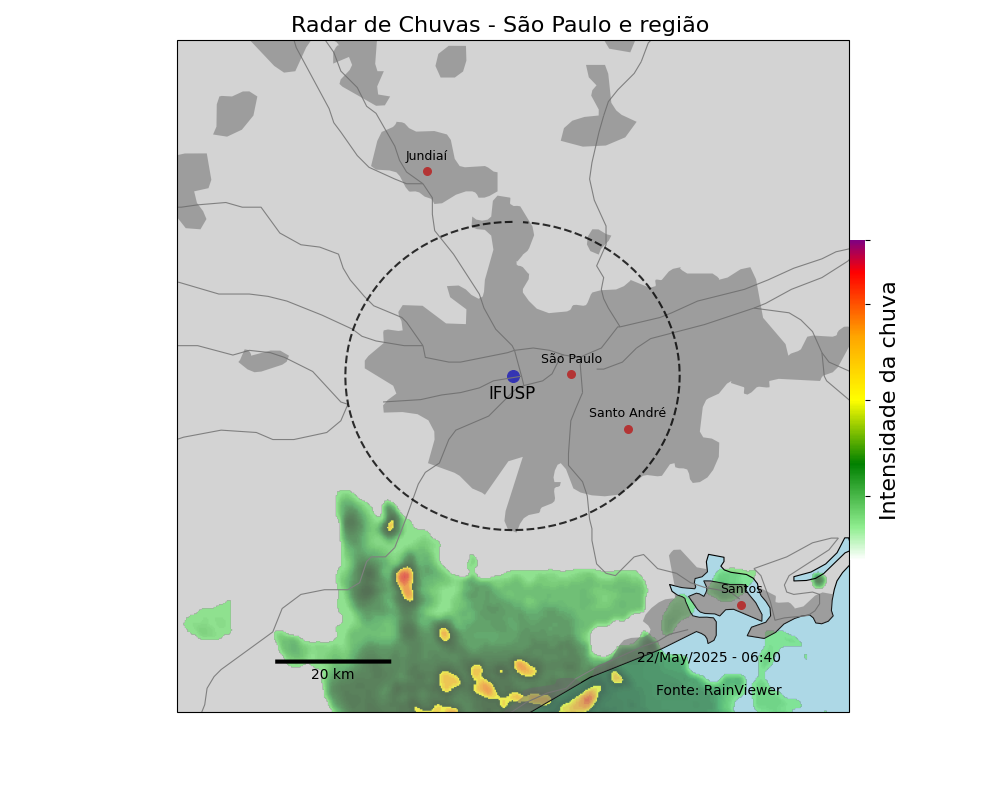 Radar de Chuvas - São Paulo e região
Jundiaí
São Paulo
IFUSP
Santo André
Intensidade da chuva
Santos
22/May/2025 - 06:40
20 km
Fonte: RainViewer